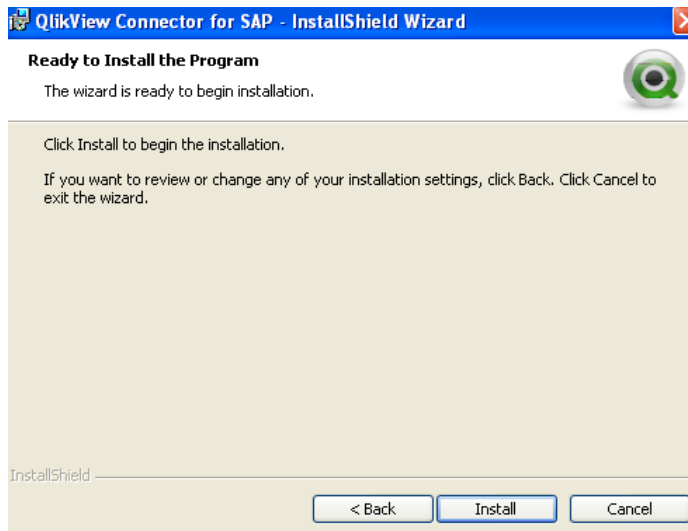 QlikView Connector for SAP - InstallShield Wizard
Ready to Install the Program
The wizard is ready to begin installation.
Click Install to begin the installation.
If you want to review or change any of your installation settings, click Back. Click Cancel to
exit the wizard.
InstallShield
< Back Install Cancel